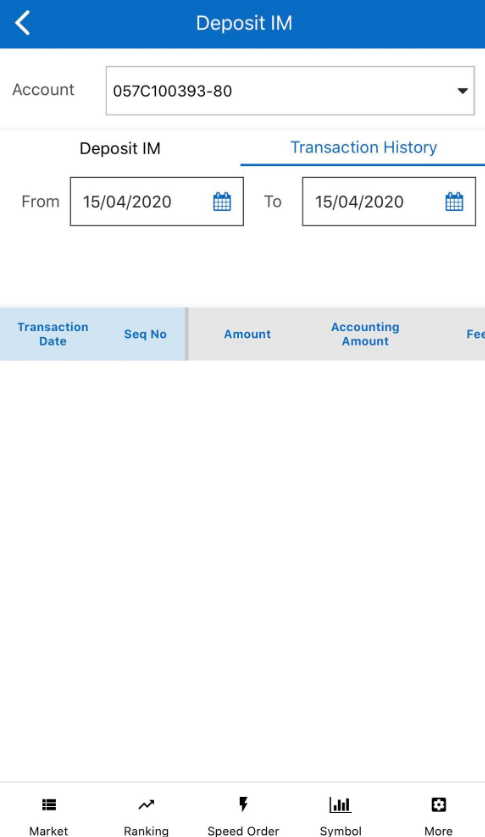 Deposit IM
Account 057C100393-80
Deposit IM Transaction History
From 15/04/2020 To 15/04/2020
Transaction Date Seq No Amount Accounting Amount Fee
Market Ranking Speed Order Symbol More